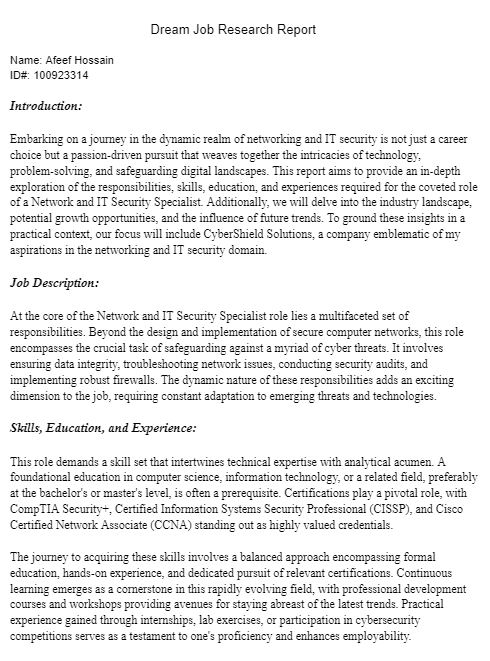 Dream Job Research Report
Name: Afeef Hossain
ID#: 100923314
Introduction:
Embarking on a journey in the dynamic realm of networking and IT security is not just a career
choice but a passion-driven pursuit that weaves together the intricacies of technology,
problem-solving, and safeguarding digital landscapes. This report aims to provide an in-depth
exploration of the responsibilities, skills, education, and experiences required for the coveted role
of a Network and IT Security Specialist. Additionally, we will delve into the industry landscape,
potential growth opportunities, and the influence of future trends. To ground these insights in a
practical context, our focus will include CyberShield Solutions, a company emblematic of my
aspirations in the networking and IT security domain.
Job Description:
At the core of the Network and IT Security Specialist role lies a multifaceted set of
responsibilities. Beyond the design and implementation of secure computer networks, this role
encompasses the crucial task of safeguarding against a myriad of cyber threats. It involves
ensuring data integrity, troubleshooting network issues, conducting security audits, and
implementing robust firewalls. The dynamic nature of these responsibilities adds an exciting
dimension to the job, requiring constant adaptation to emerging threats and technologies.
Skills, Education, and Experience:
This role demands a skill set that intertwines technical expertise with analytical acumen. A
foundational education in computer science, information technology, or a related field, preferably
at the bachelor's or master's level, is often a prerequisite. Certifications play a pivotal role, with
CompTIA Security+, Certified Information Systems Security Professional (CISSP), and Cisco
Certified Network Associate (CCNA) standing out as highly valued credentials.
The journey to acquiring these skills involves a balanced approach encompassing formal
education, hands-on experience, and dedicated pursuit of relevant certifications. Continuous
learning emerges as a cornerstone in this rapidly evolving field, with professional development
courses and workshops providing avenues for staying abreast of the latest trends. Practical
experience gained through internships, lab exercises, or participation in cybersecurity
competitions serves as a testament to one's proficiency and enhances employability.